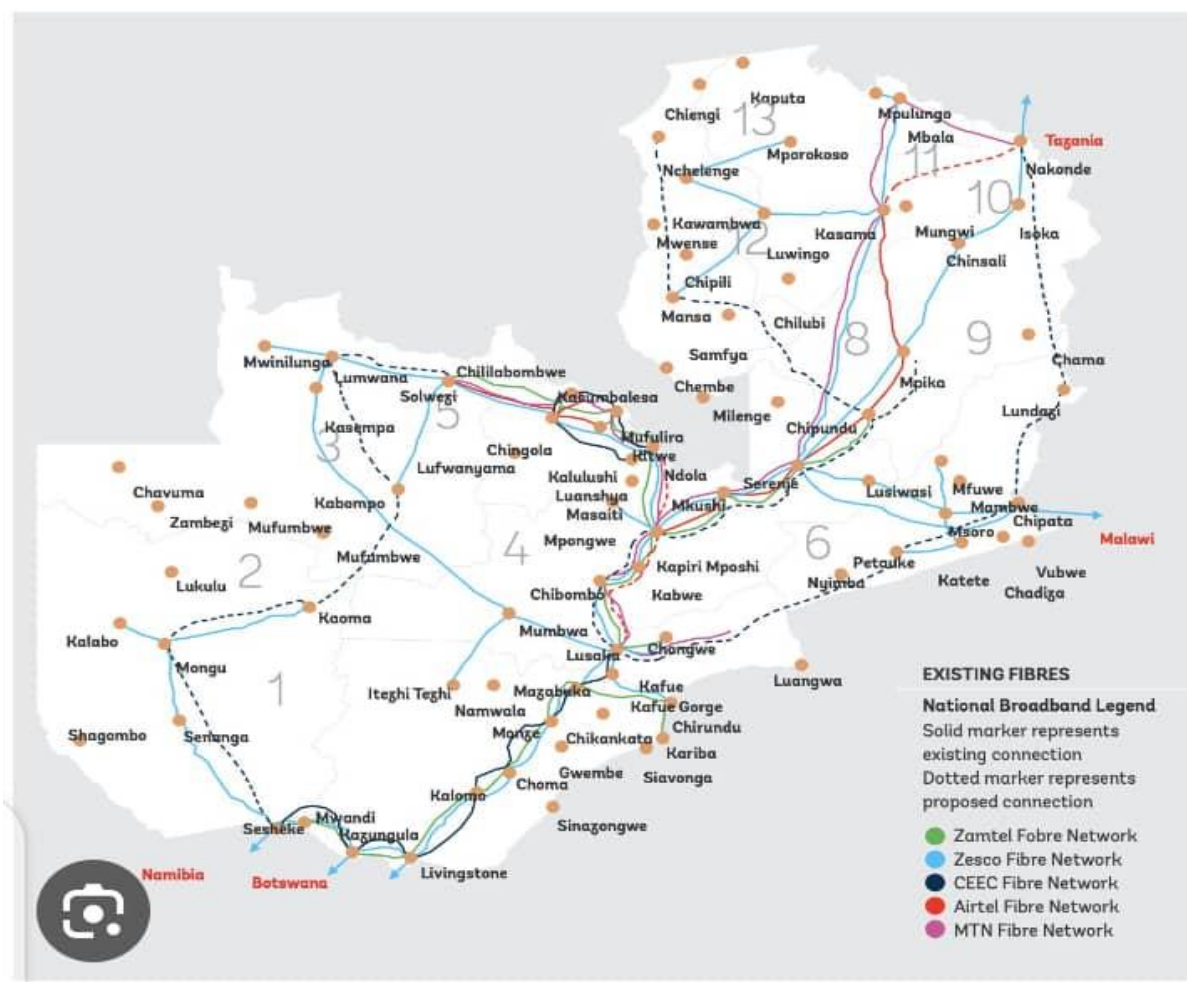 Kaputa
Chiengi
13
Mpulungo
Mbala
Tazania
11
Mporokoso
Nchelenge
Nakonde
10
Kawambwa
Kasama
Mungwi
Isoka
Mwense
12
Luwingo
Chinsali
Chipili
Mansa
Chilubi
8
9
Samfya
Chama
Mwinilunga
Lumwana
Chililabombwe
Solwezi
Chembe
Mpika
Kasumbalesa
Milenge
Lundazi
5
Chipundu
Kasempa
3
Mufulira
Chingola
Kitwe
Lufwanyama
Ndola
Kalulushi
Serenje
Chavuma
Luanshya
Lusiwasi
Mfuwe
Kabompo
Mkushi
Mambwe
Zambezi
Masaiti
Chipata
Mufumbwe
Msoro
Malawi
Mpongwe
4
6
Mufumbwe
Kapiri Mposhi
Petauke
2
Vubwe
Lukulu
Nyimba
Katete
Chibombo
Kabwe
Chadiza
Kaoma
Mumbwa
Kalabo
Lusaka
Chongwe
Mongu
Luangwa
1
Itezhi Tezhi
Mazabuka
Kafue
Namwala
Kafue Gorge
Shagombo
Senanga
Monze
Chirundu
Chikankata
Kariba
Gwembe
Siavonga
Choma
Kalomo
Mwandi
Sesheke
Kazungula
Sinazongwe
Namibia
Botswana
Livingstone
EXISTING FIBRES
National Broadband Legend
Solid marker represents
existing connection
Dotted marker represents
proposed connection
Zamtel Fobre Network
Zesco Fibre Network
CEEC Fibre Network
Airtel Fibre Network
MTN Fibre Network